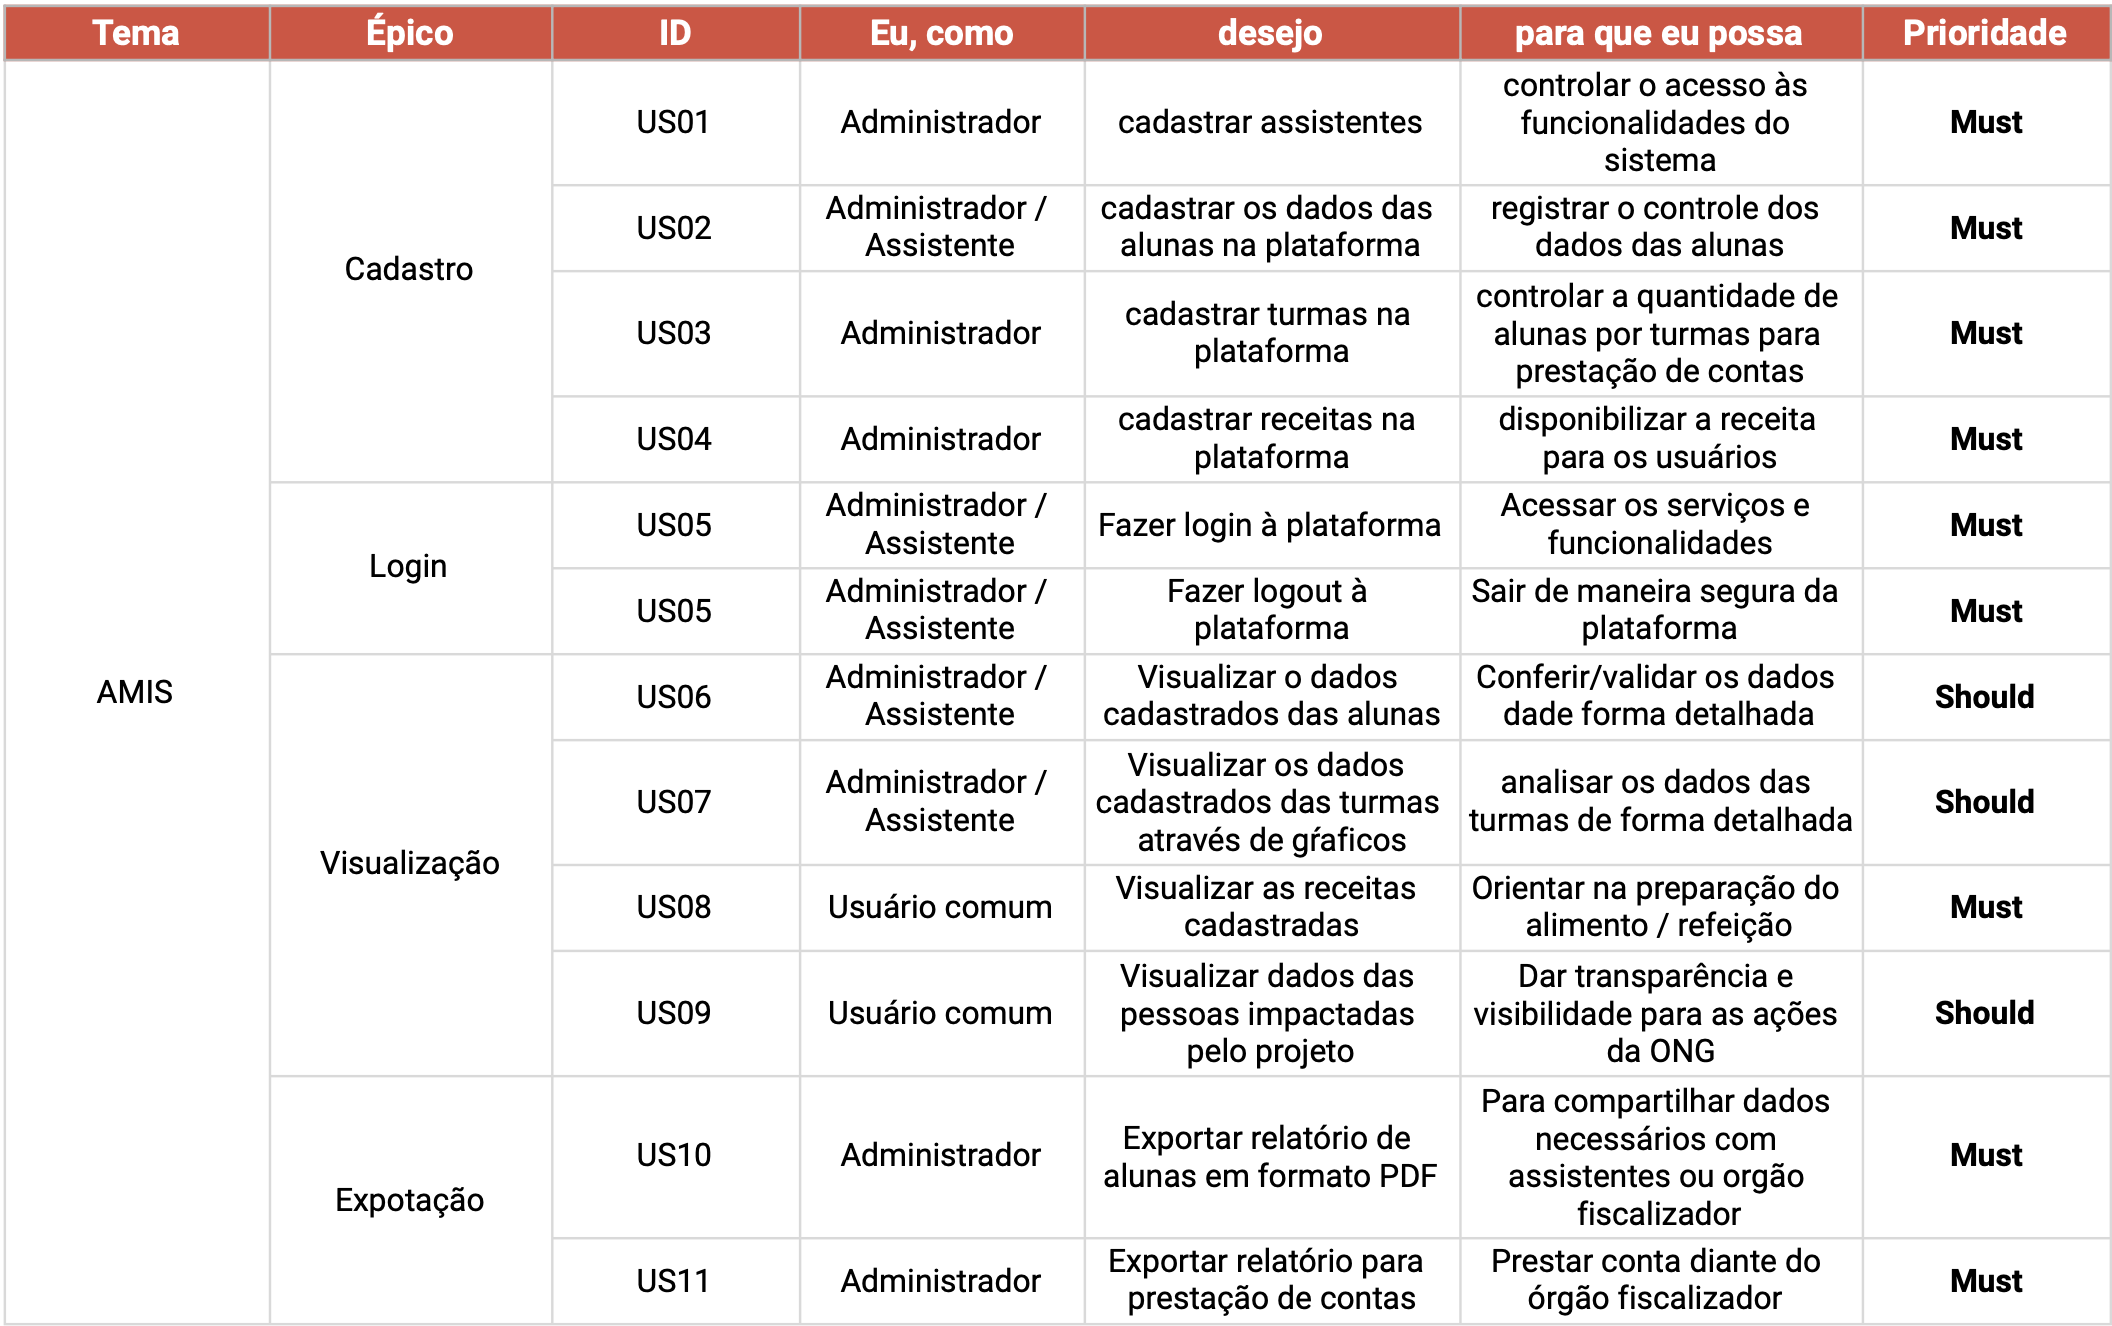 Tema Épico ID Eu, como desejo para que eu possa Prioridade
AMIS
Cadastro
US01 Administrador cadastrar assistentes
controlar o acesso às
funcionalidades do
sistema
Must
US02
Administrador /
Assistente
cadastrar os dados das
alunas na plataforma
registrar o controle dos
dados das alunas
Must
US03 Administrador
cadastrar turmas na
plataforma
controlar a quantidade de
alunas por turmas para
prestação de contas
Must
US04 Administrador
cadastrar receitas na
plataforma
disponibilizar a receita
para os usuários
Must
Login
US05
Administrador /
Assistente
Fazer login à plataforma
Acessar os serviços e
funcionalidades
Must
US05
Administrador /
Assistente
Fazer logout à
plataforma
Sair de maneira segura da
plataforma
Must
Visualização
US06
Administrador /
Assistente
Visualizar o dados
cadastrados das alunas
Conferir/validar os dados
dade forma detalhada
Should
US07
Administrador /
Assistente
Visualizar os dados
cadastrados das turmas
através de gŕaficos
analisar os dados das
turmas de forma detalhada
Should
US08 Usuário comum
Visualizar as receitas
cadastradas
Orientar na preparação do
alimento / refeição
Must
US09 Usuário comum
Visualizar dados das
pessoas impactadas
pelo projeto
Dar transparência e
visibilidade para as ações
da ONG
Should
Expotação
US10 Administrador
Exportar relatório de
alunas em formato PDF
Para compartilhar dados
necessários com
assistentes ou orgão
fiscalizador
Must
US11 Administrador
Exportar relatório para
prestação de contas
Prestar conta diante do
órgão fiscalizador
Must